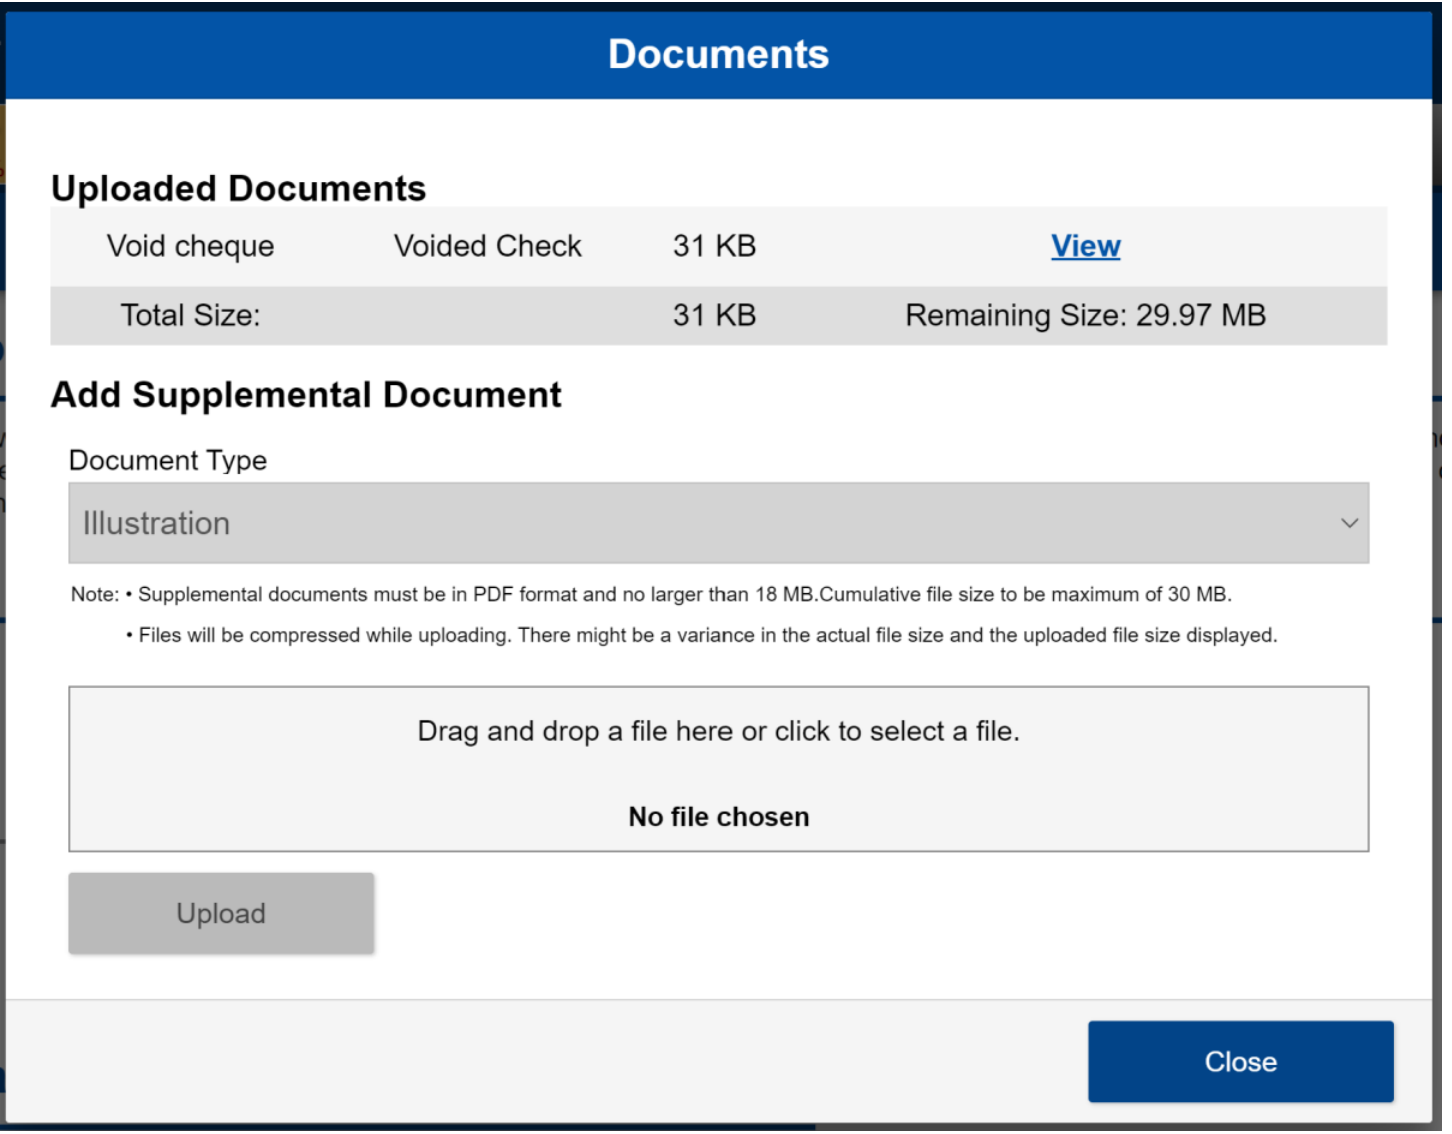 Documents
Uploaded Documents
Void cheque Voided Check 31 KB View
Total Size: 31 KB Remaining Size: 29.97 MB
Add Supplemental Document
Document Type
Illustration
Note: • Supplemental documents must be in PDF format and no larger than 18 MB.Cumulative file size to be maximum of 30 MB.
• Files will be compressed while uploading. There might be a variance in the actual file size and the uploaded file size displayed.
Drag and drop a file here or click to select a file.
No file chosen
Upload
Close